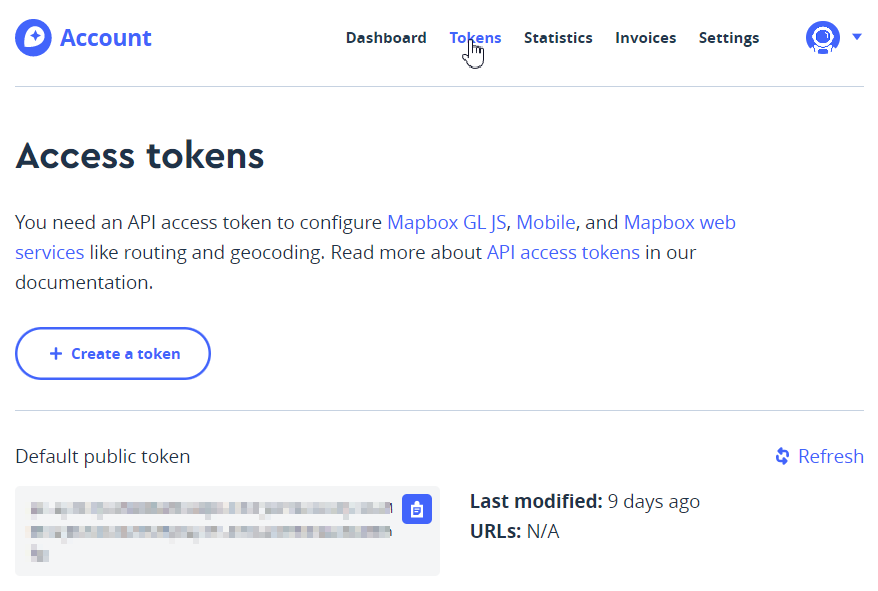 Account
Dashboard Tokens Statistics Invoices Settings
Access tokens
You need an API access token to configure Mapbox GL JS, Mobile, and Mapbox web
services like routing and geocoding. Read more about API access tokens in our
documentation.
+ Create a token
Default public token
Refresh
Last modified: 9 days ago
URLs: N/A